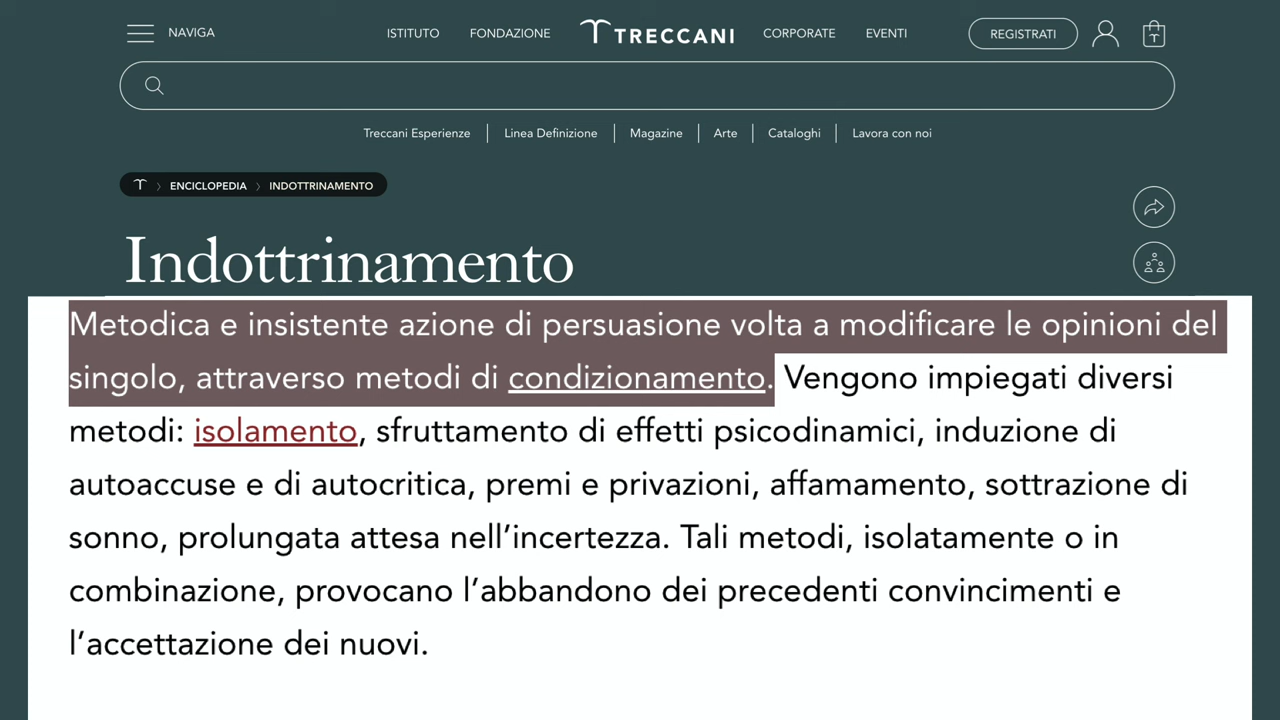 NAVIGA
ISTITUTO
FONDAZIONE
TRECCANI
CORPORATE
EVENTI
REGISTRATI
Treccani Esperienze
Linea Definizione
Magazine
Arte
Cataloghi
Lavora con noi
ENCICLOPEDIA
INDOTTRINAMENTO
Indottrinamento
Metodica e insistente azione di persuasione volta a modificare le opinioni del
singolo, attraverso metodi di condizionamento. Vengono impiegati diversi
metodi: isolamento, sfruttamento di effetti psicodinamici, induzione di
autoaccuse e di autocritica, premi e privazioni, affamamento, sottrazione di
sonno, prolungata attesa nell’incertezza. Tali metodi, isolatamente o in
combinazione, provocano l’abbandono dei precedenti convincimenti e
l’accettazione dei nuovi.